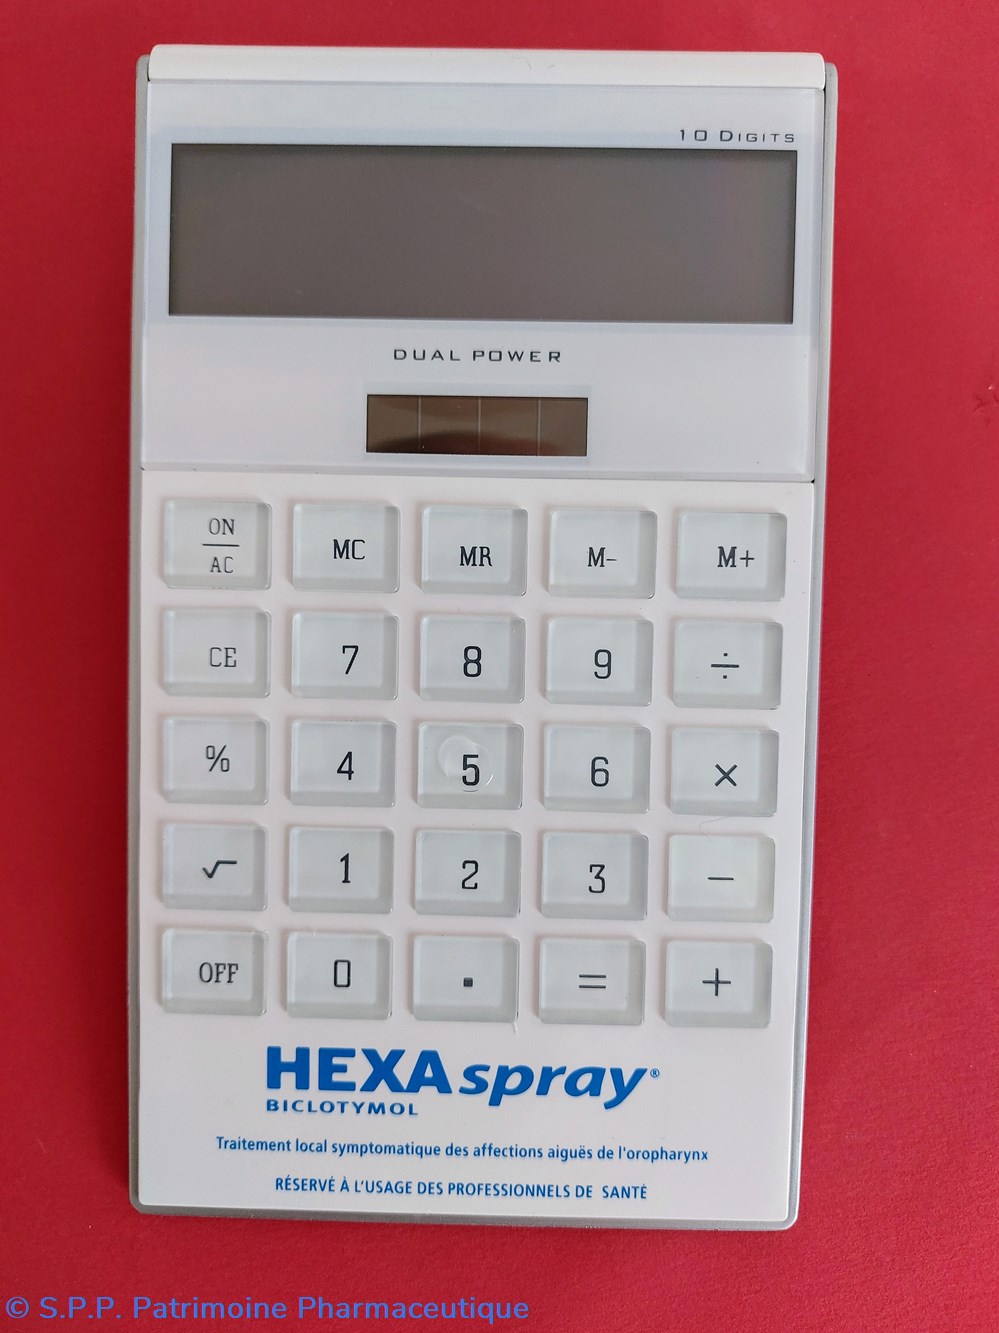 10 DIGITS
DUAL POWER
ON
AC
MC MR M- M+
CE 7 8 9 ÷
% 4 5 6 ×
√ 1 2 3 −
OFF 0 . = +
HEXAspray®
BICLOTYMOL
Traitement local symptomatique des affections aiguës de l'oropharynx
RÉSERVÉ À L'USAGE DES PROFESSIONNELS DE SANTÉ
© S.P.P. Patrimoine Pharmaceutique